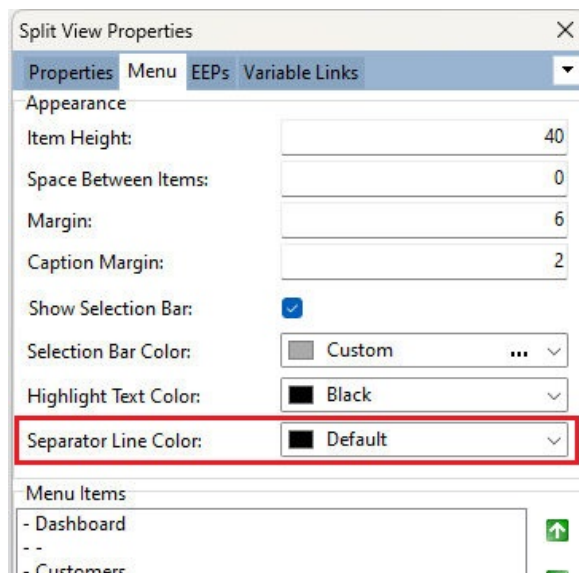 Split View Properties
Properties Menu EEPs Variable Links
Appearance
Item Height: 40
Space Between Items: 0
Margin: 6
Caption Margin: 2
Show Selection Bar:
Selection Bar Color: Custom ...
Highlight Text Color: Black
Separator Line Color: Default
Menu Items
- Dashboard
- -
- Customers